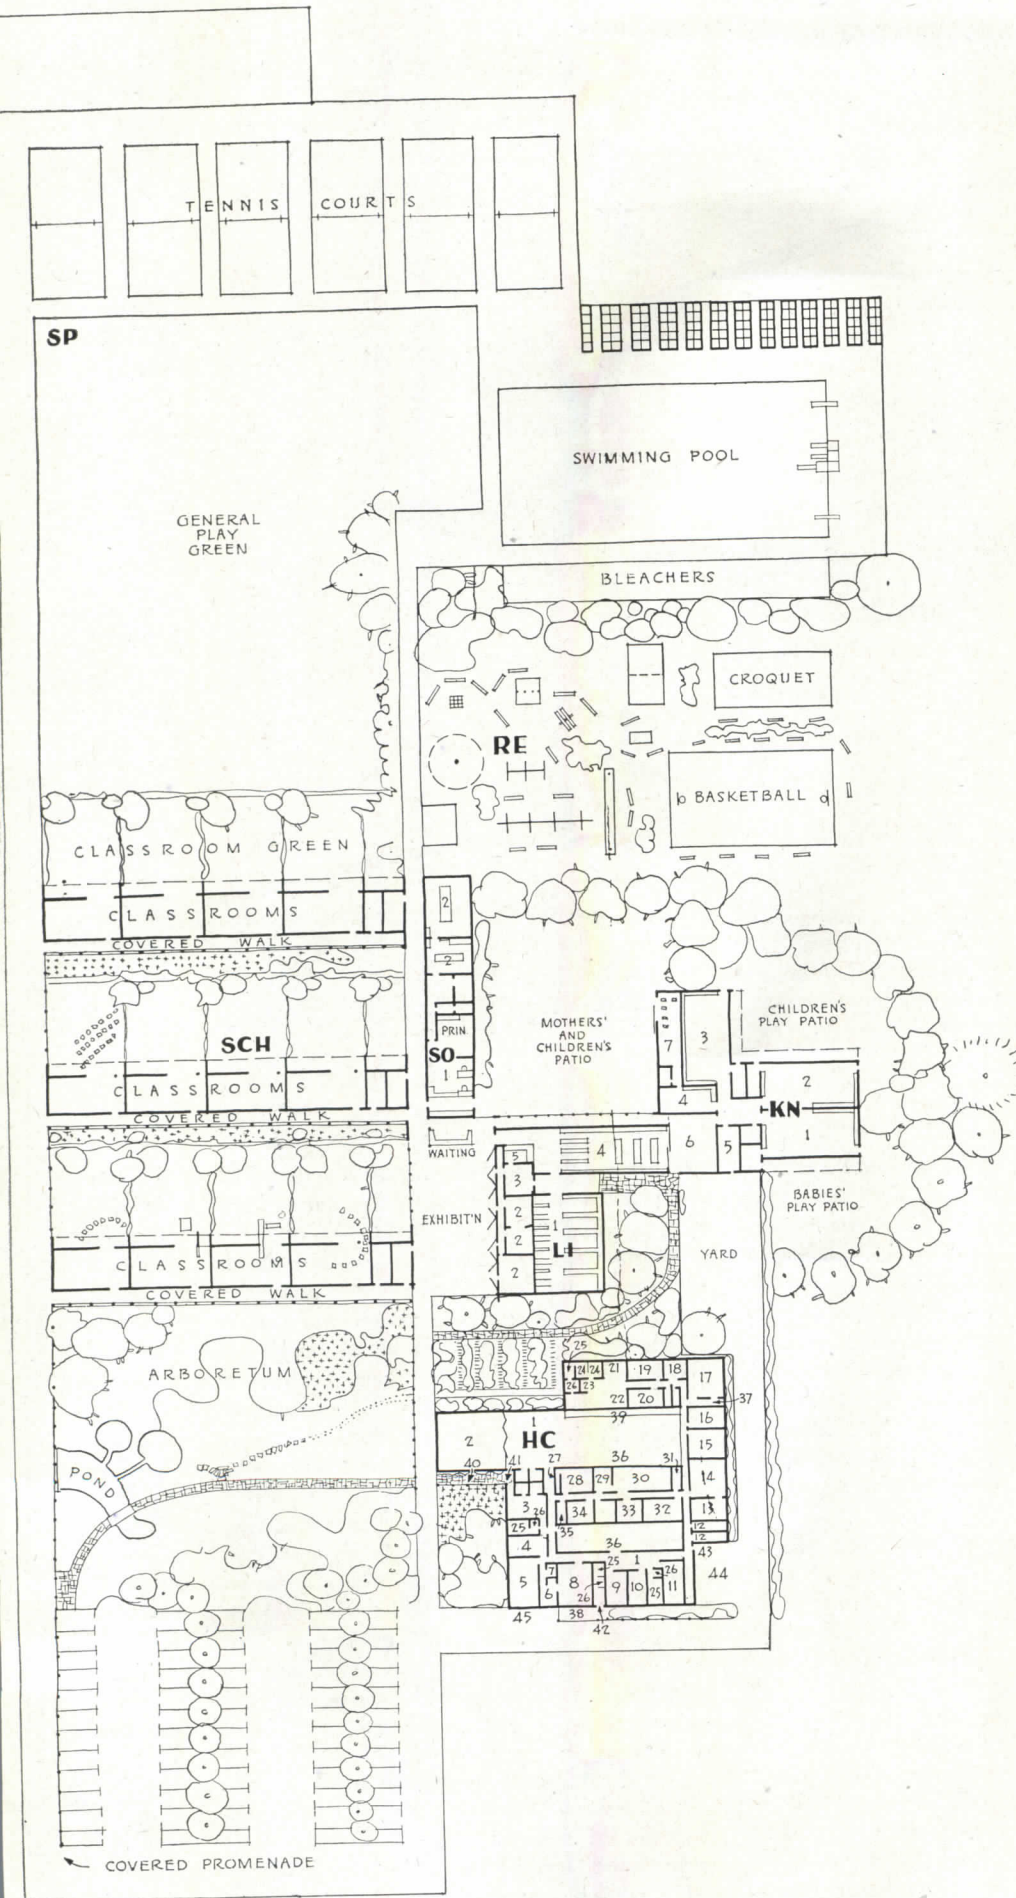 TENNIS COURTS
SP
SWIMMING POOL
GENERAL
PLAY
GREEN
BLEACHERS
CROQUET
RE
BASKETBALL
CLASSROOM GREEN
CLASSROOMS
COVERED WALK
2
2
PRIN
SO
1
MOTHERS'
AND
CHILDREN'S
PATIO
7
3
4
CHILDREN'S
PLAY PATIO
2
KN
1
6
5
SCH
CLASSROOMS
COVERED WALK
WAITING
5
4
3
2
2
2
1
LI
EXHIBIT'N
BABIES'
PLAY PATIO
YARD
CLASSROOMS
COVERED WALK
ARBORETUM
POND
25
24 24 21 19 18 17
26 23
22 20 37
39 16
1
2 HC 15
40 41 27 36 31
28 29 30 14
3 26 34 33 32 13
25 35 12
4 36 12
43
7 25 1 26 44
5 6 8 26 9 10 25 11
45 38 42
COVERED PROMENADE